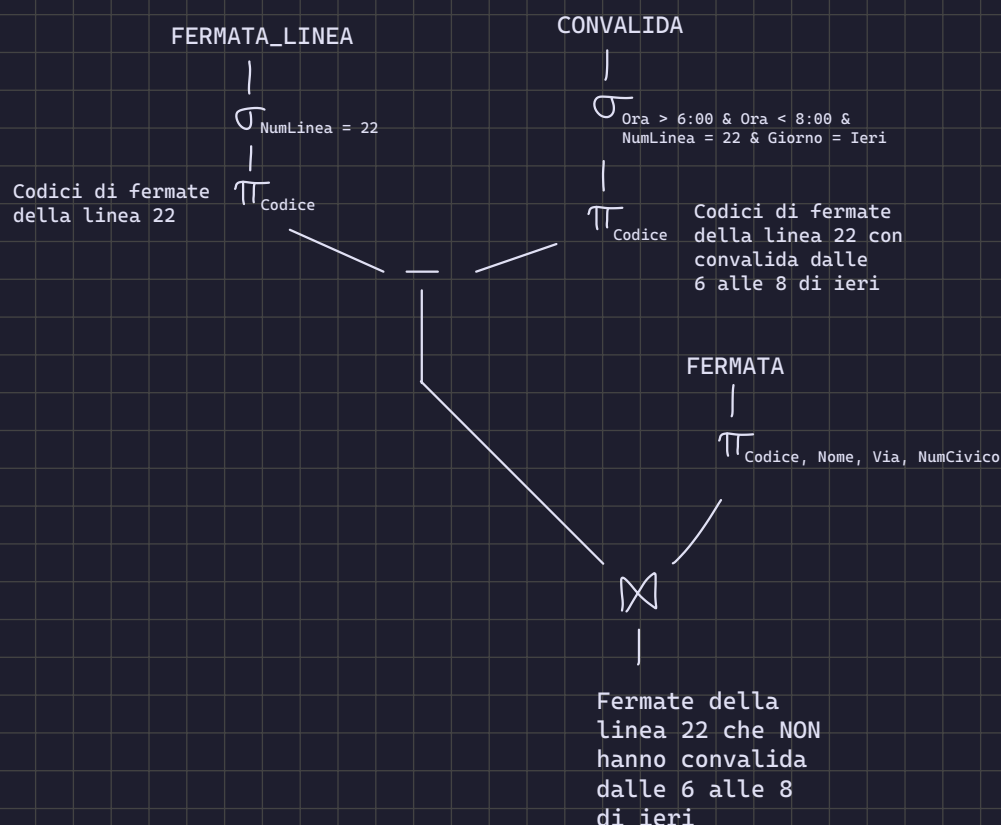 FERMATA_LINEA
CONVALIDA
σ NumLinea = 22
σ Ora > 6:00 & Ora < 8:00 &
NumLinea = 22 & Giorno = Ieri
Codici di fermate
della linea 22
π Codice
π Codice
Codici di fermate
della linea 22 con
convalida dalle
6 alle 8 di ieri
—
FERMATA
π Codice, Nome, Via, NumCivico
⋈
Fermate della
linea 22 che NON
hanno convalida
dalle 6 alle 8
di ieri